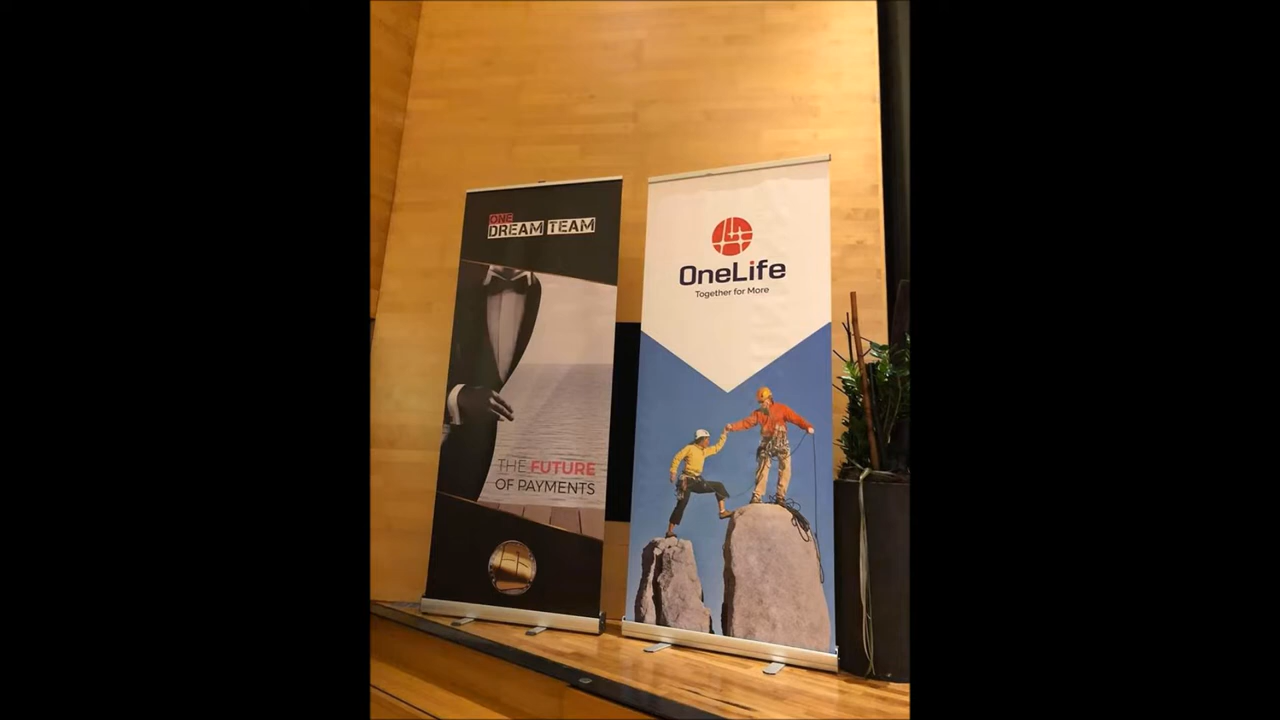 ONE
DREAM TEAM
THE FUTURE
OF PAYMENTS
OneLife
Together for More